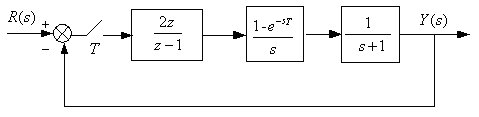 R(s) + − T 2z/(z−1) 1-e^{-sT}/s 1/(s+1) Y(s)